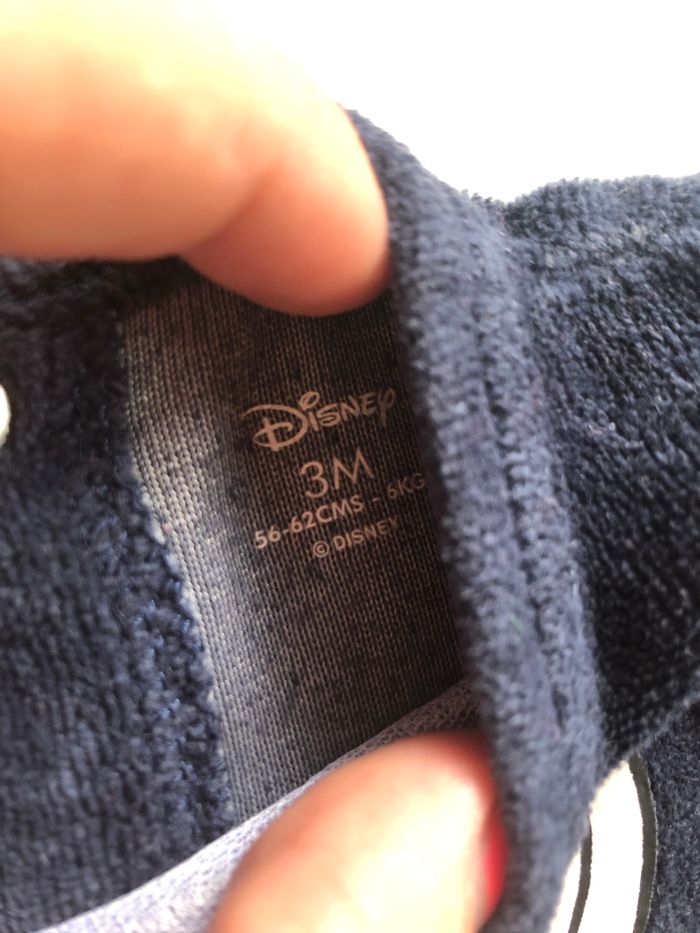 Disney
3M
56-62CMS - 6KG
© DISNEY